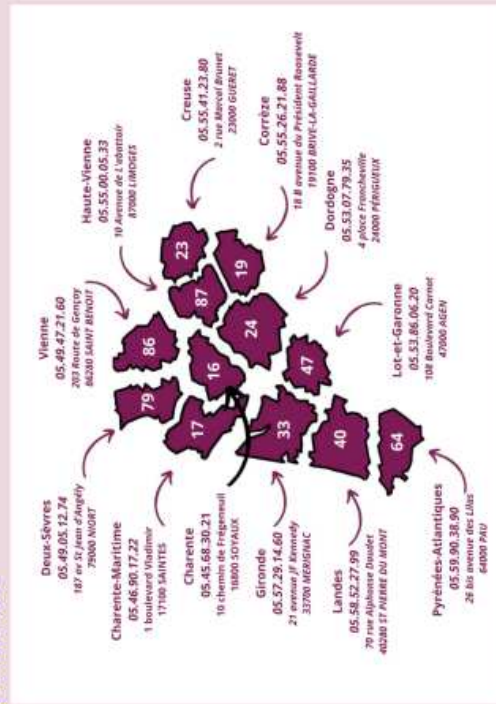 Deux-Sèvres
05.49.05.12.74
187 av St Jean d'Angély
79000 NIORT
Charente-Maritime
05.46.90.17.22
1 boulevard Vladimir
17100 SAINTES
Charente
05.45.68.30.21
10 chemin de Frégeneuil
16800 SOYAUX
Gironde
05.57.29.14.60
21 avenue JF Kennedy
33700 MERIGNAC
Landes
05.58.52.27.99
70 rue Alphonse Daudet
40280 ST PIERRE DU MONT
Pyrénées-Atlantiques
05.59.90.38.90
26 bis avenue des Lilas
64000 PAU
79
86
17
16
87
23
19
24
33
47
40
64
Vienne
05.49.47.21.60
203 Route de Gençay
86280 SAINT BENOIT
Haute-Vienne
05.55.00.05.33
10 Avenue de L'abattoir
87000 LIMOGES
Creuse
05.55.41.23.80
2 rue Marcel Brunet
23000 GUERET
Corrèze
05.55.26.21.88
18 B avenue du Président Roosevelt
19100 BRIVE-LA-GAILLARDE
Dordogne
05.53.07.79.35
4 place Francheville
24000 PÉRIGUEUX
Lot-et-Garonne
05.53.86.06.20
108 Boulevard Carnot
47000 AGEN